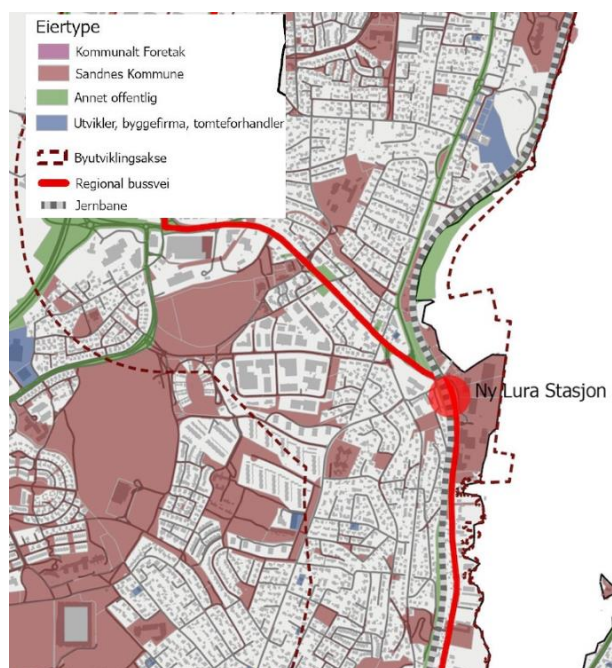 Eiertype
Kommunalt Foretak
Sandnes Kommune
Annet offentlig
Utvikler, byggefirma, tomteforhandler
Byutviklingsakse
Regional bussvei
Jernbane
Ny Lura Stasjon